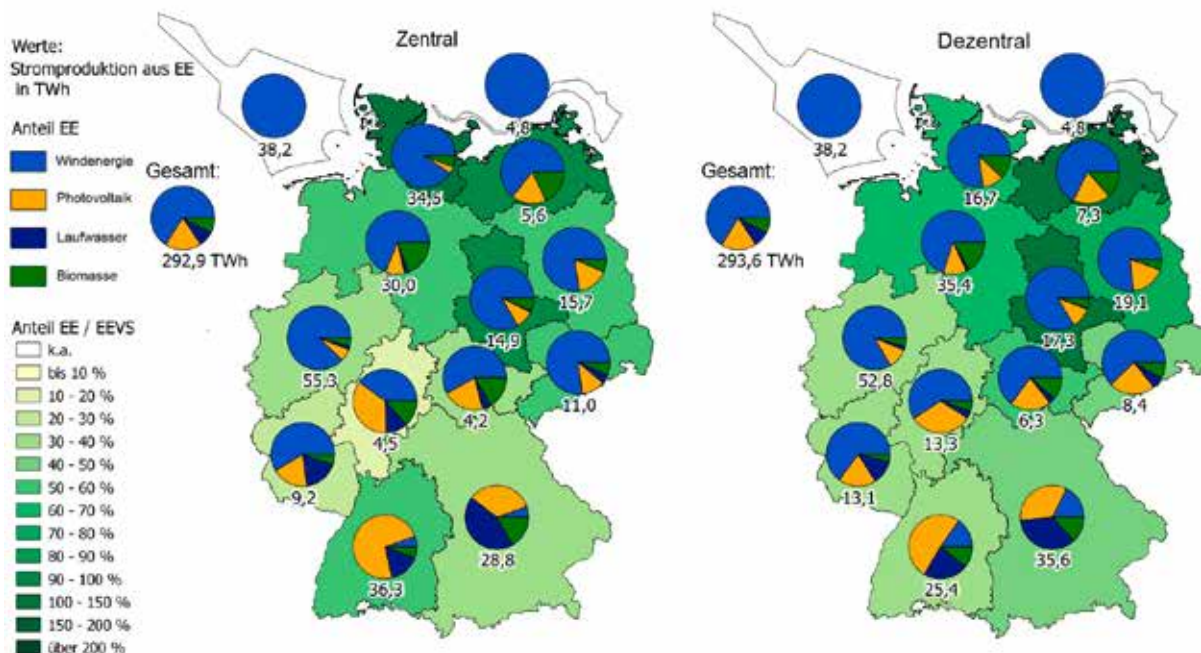 Werte:
Stromproduktion aus EE
in TWh
Anteil EE
Windenergie
Photovoltaik
Laufwasser
Biomasse
Anteil EE / EEVS
k.a.
bis 10 %
10 - 20 %
20 - 30 %
30 - 40 %
40 - 50 %
50 - 60 %
60 - 70 %
70 - 80 %
80 - 90 %
90 - 100 %
100 - 150 %
150 - 200 %
über 200 %
Zentral
4,8
38,2
Gesamt:
292,9 TWh
34,5
5,6
30,0
15,7
14,9
55,3
11,0
4,5
4,2
9,2
28,8
36,3
Dezentral
4,8
38,2
Gesamt:
293,6 TWh
16,7
7,3
35,4
19,1
17,3
52,8
8,4
6,3
13,3
13,1
35,6
25,4